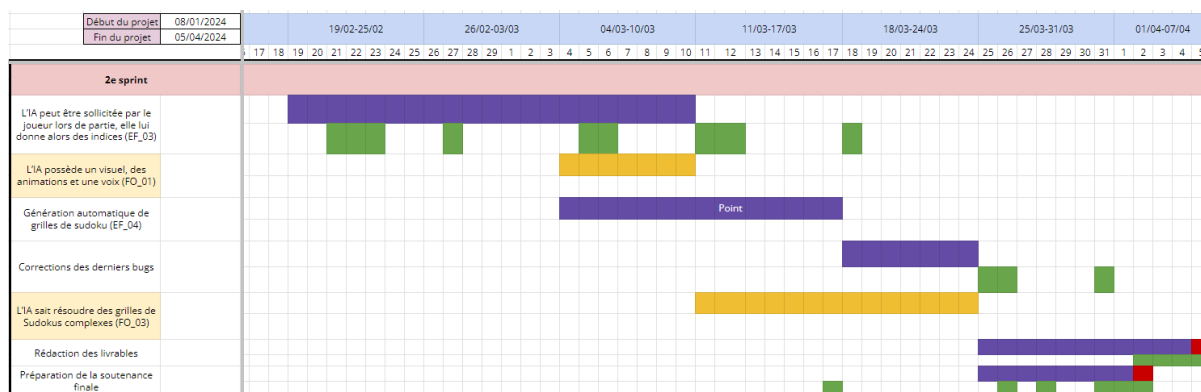 Début du projet 08/01/2024
Fin du projet 05/04/2024
19/02-25/02 26/02-03/03 04/03-10/03 11/03-17/03 18/03-24/03 25/03-31/03 01/04-07/04
17 18 19 20 21 22 23 24 25 26 27 28 29 1 2 3 4 5 6 7 8 9 10 11 12 13 14 15 16 17 18 19 20 21 22 23 24 25 26 27 28 29 30 31 1 2 3 4
2e sprint
L'IA peut être sollicitée par le
joueur lors de partie, elle lui
donne alors des indices (EF_03)
L'IA possède un visuel, des
animations et une voix (FO_01)
Génération automatique de
grilles de sudoku (EF_04)
Point
Corrections des derniers bugs
L'IA sait résoudre des grilles de
Sudokus complexes (FO_03)
Rédaction des livrables
Préparation de la soutenance
finale